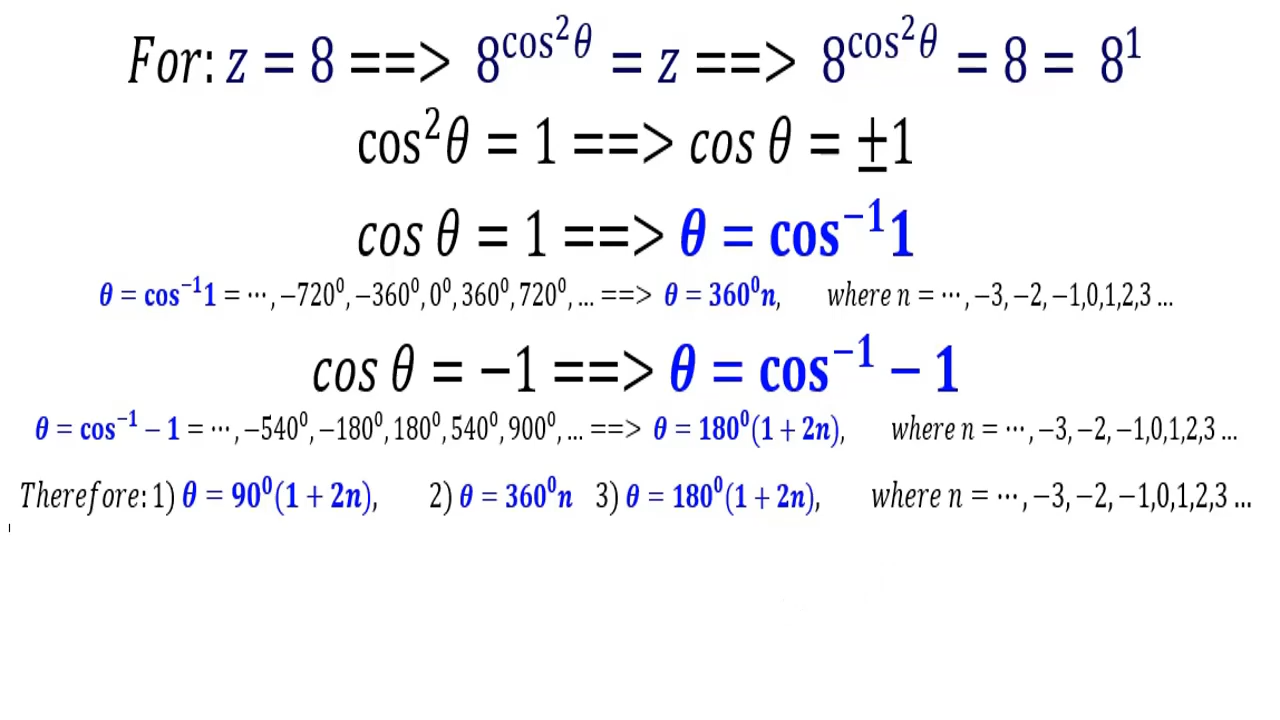 For: z = 8 ==> 8^cos²θ = z ==> 8^cos²θ = 8 = 8¹
cos²θ = 1 ==> cos θ = ±1
cos θ = 1 ==> θ = cos⁻¹1
θ = cos⁻¹1 = ⋯, −720⁰, −360⁰, 0⁰, 360⁰, 720⁰, ... ==> θ = 360⁰n, where n = ⋯, −3, −2, −1,0,1,2,3 ...
cos θ = −1 ==> θ = cos⁻¹ − 1
θ = cos⁻¹ − 1 = ⋯, −540⁰, −180⁰, 180⁰, 540⁰, 900⁰, ... ==> θ = 180⁰(1 + 2n), where n = ⋯, −3, −2, −1,0,1,2,3 ...
Therefore: 1) θ = 90⁰(1 + 2n), 2) θ = 360⁰n 3) θ = 180⁰(1 + 2n), where n = ⋯, −3, −2, −1,0,1,2,3 ...